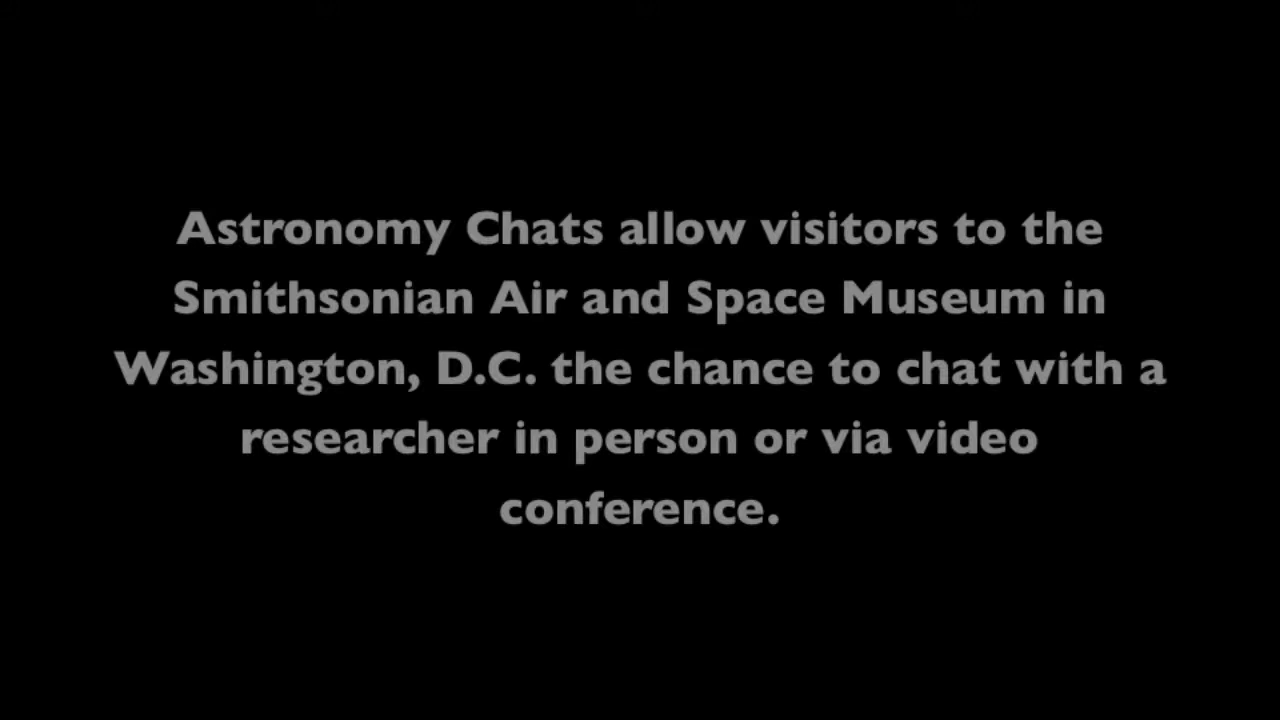 Astronomy Chats allow visitors to the
Smithsonian Air and Space Museum in
Washington, D.C. the chance to chat with a
researcher in person or via video
conference.